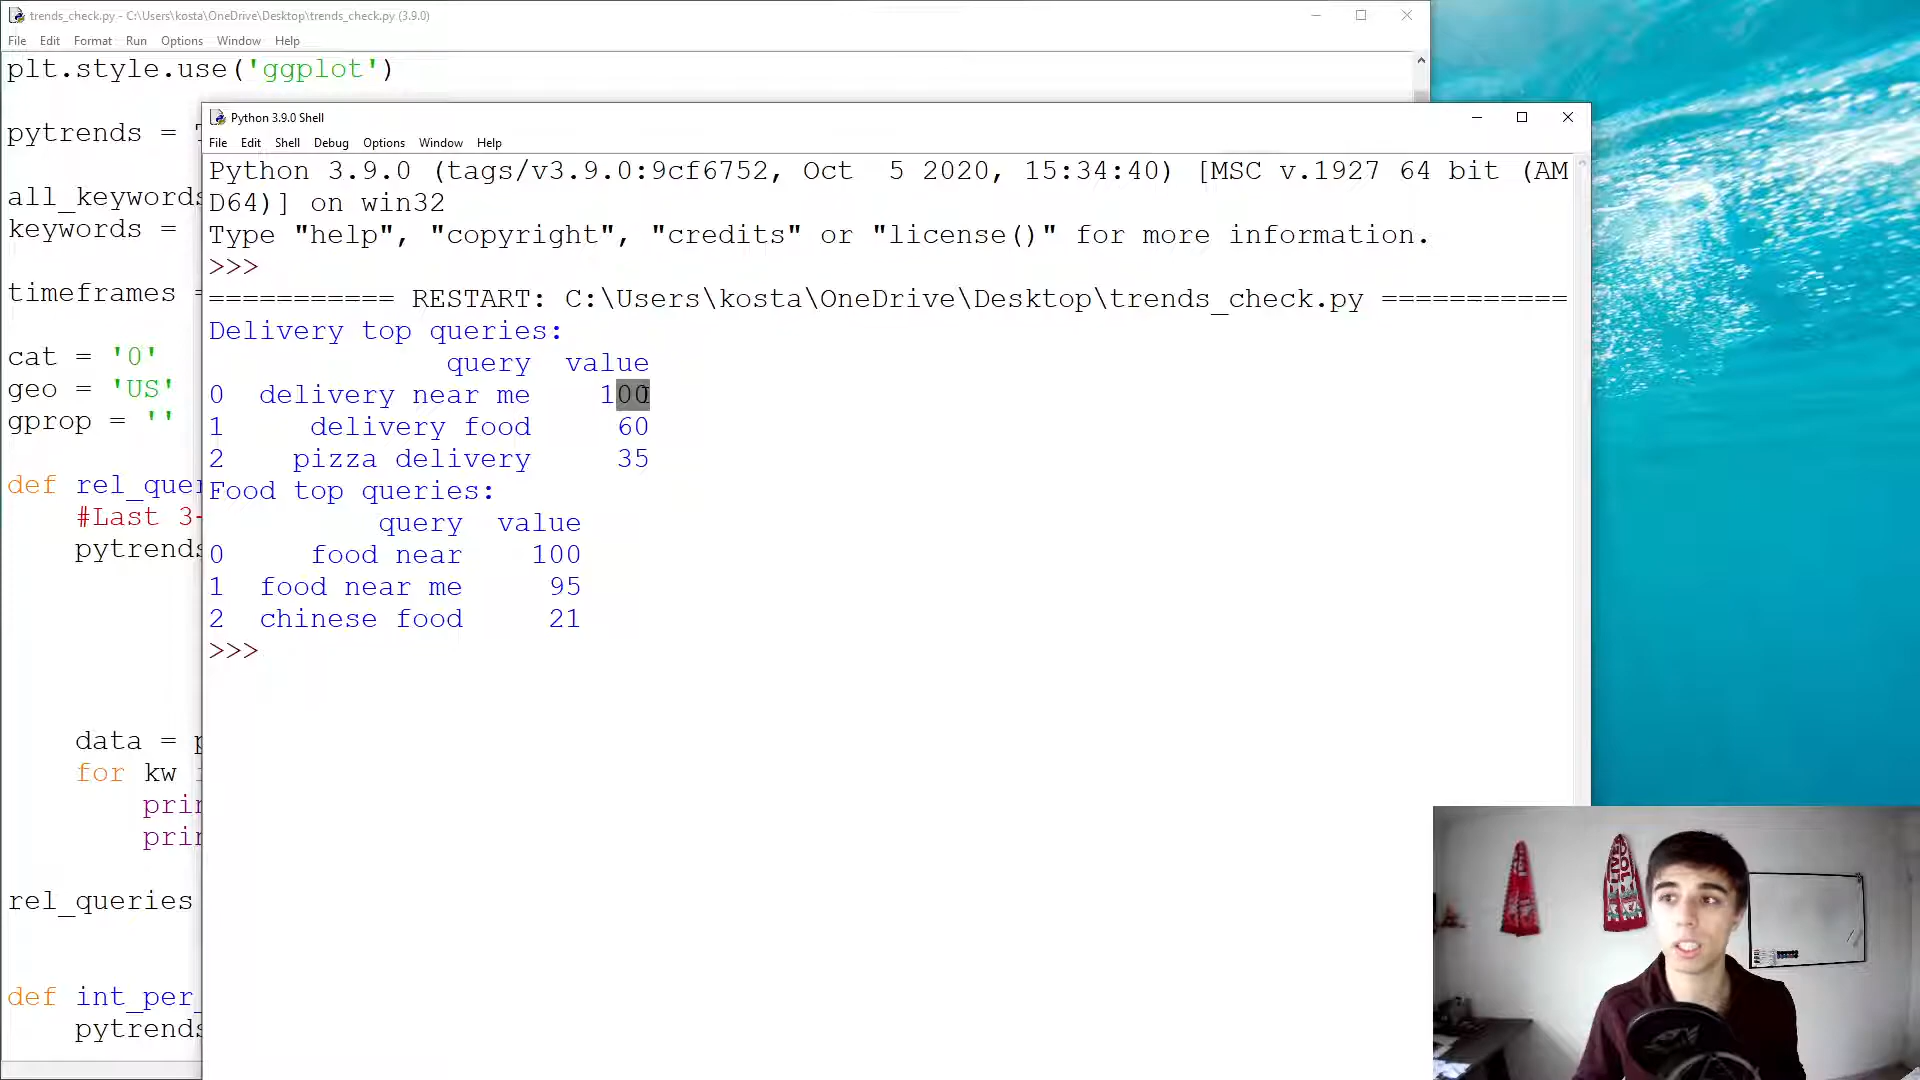 trends_check.py - C:\Users\kosta\OneDrive\Desktop\trends_check.py (3.9.0)
File Edit Format Run Options Window Help
plt.style.use('ggplot')
pytrends =
all_keywords
keywords =
timeframes =
cat = '0'
geo = 'US'
gprop = ''
def rel_quer
#Last 3-
pytrends
data = p
for kw
prin
prin
rel_queries
def int_per_
pytrends
Python 3.9.0 Shell
File Edit Shell Debug Options Window Help
Python 3.9.0 (tags/v3.9.0:9cf6752, Oct  5 2020, 15:34:40) [MSC v.1927 64 bit (AM
D64)] on win32
Type "help", "copyright", "credits" or "license()" for more information.
>>>
=========== RESTART: C:\Users\kosta\OneDrive\Desktop\trends_check.py ===========
Delivery top queries:
query value
0 delivery near me 100
1 delivery food 60
2 pizza delivery 35
Food top queries:
query value
0 food near 100
1 food near me 95
2 chinese food 21
>>>